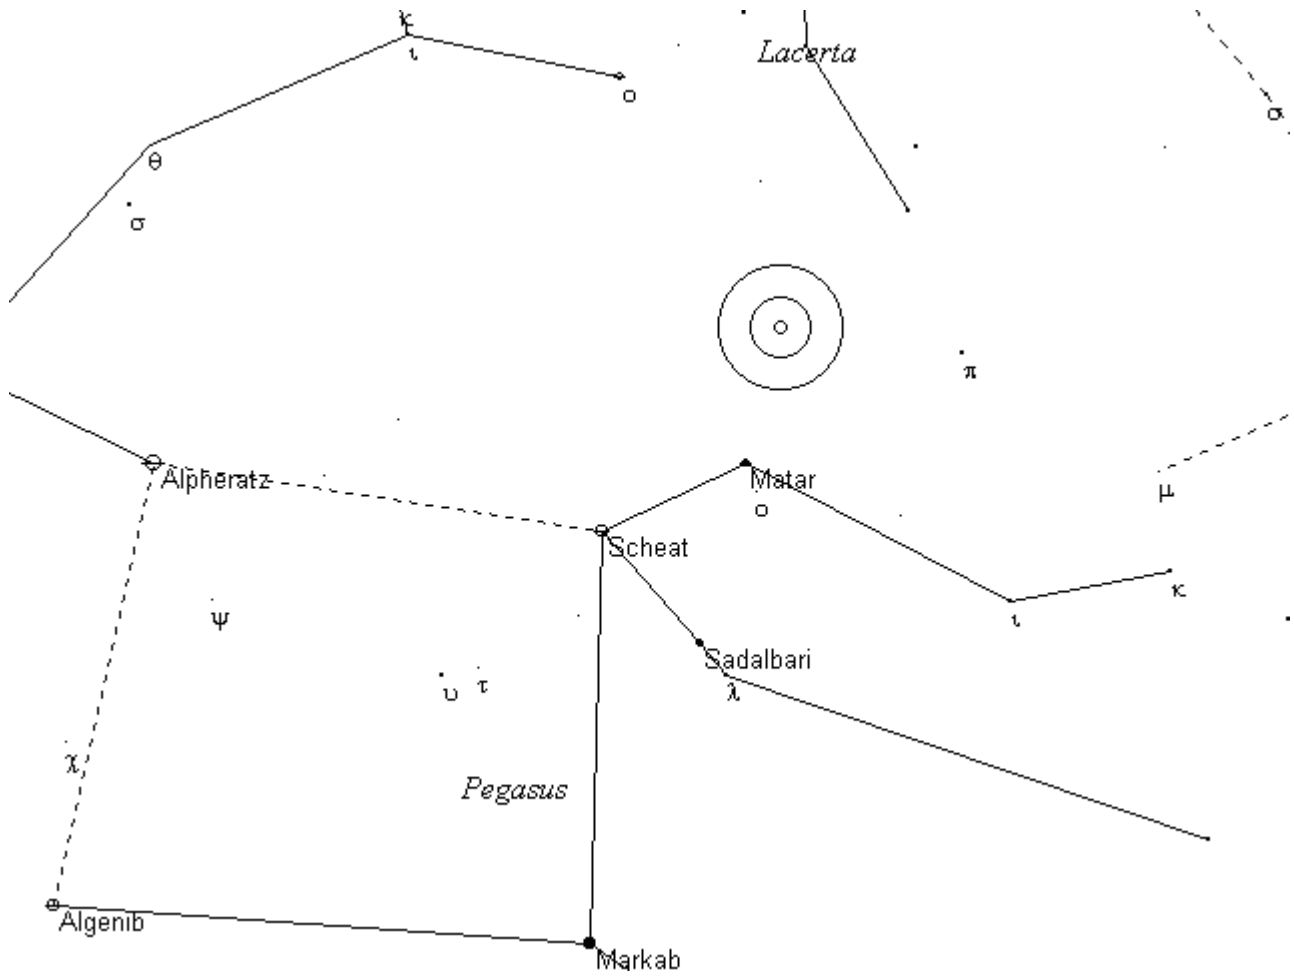 κ
Lacerta
ι
ο
σ
θ
σ
π
Alpheratz
Matar
μ
ο
Scheat
κ
ψ
ι
Sadalbari
υ
τ
λ
χ
Pegasus
Algenib
Markab